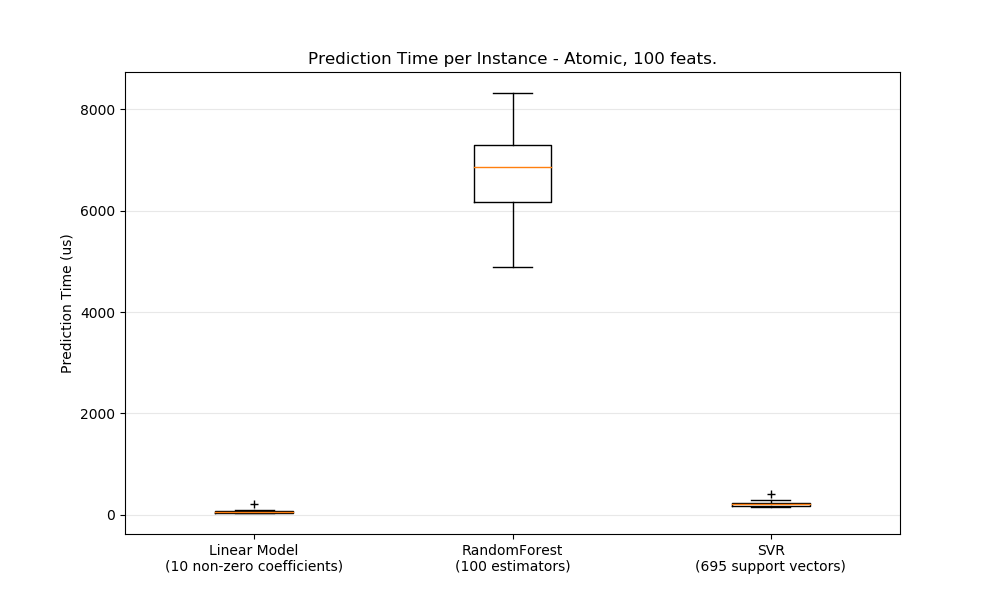 Prediction Time per Instance - Atomic, 100 feats.
Prediction Time (us)
8000
6000
4000
2000
0
Linear Model
(10 non-zero coefficients)
RandomForest
(100 estimators)
SVR
(695 support vectors)